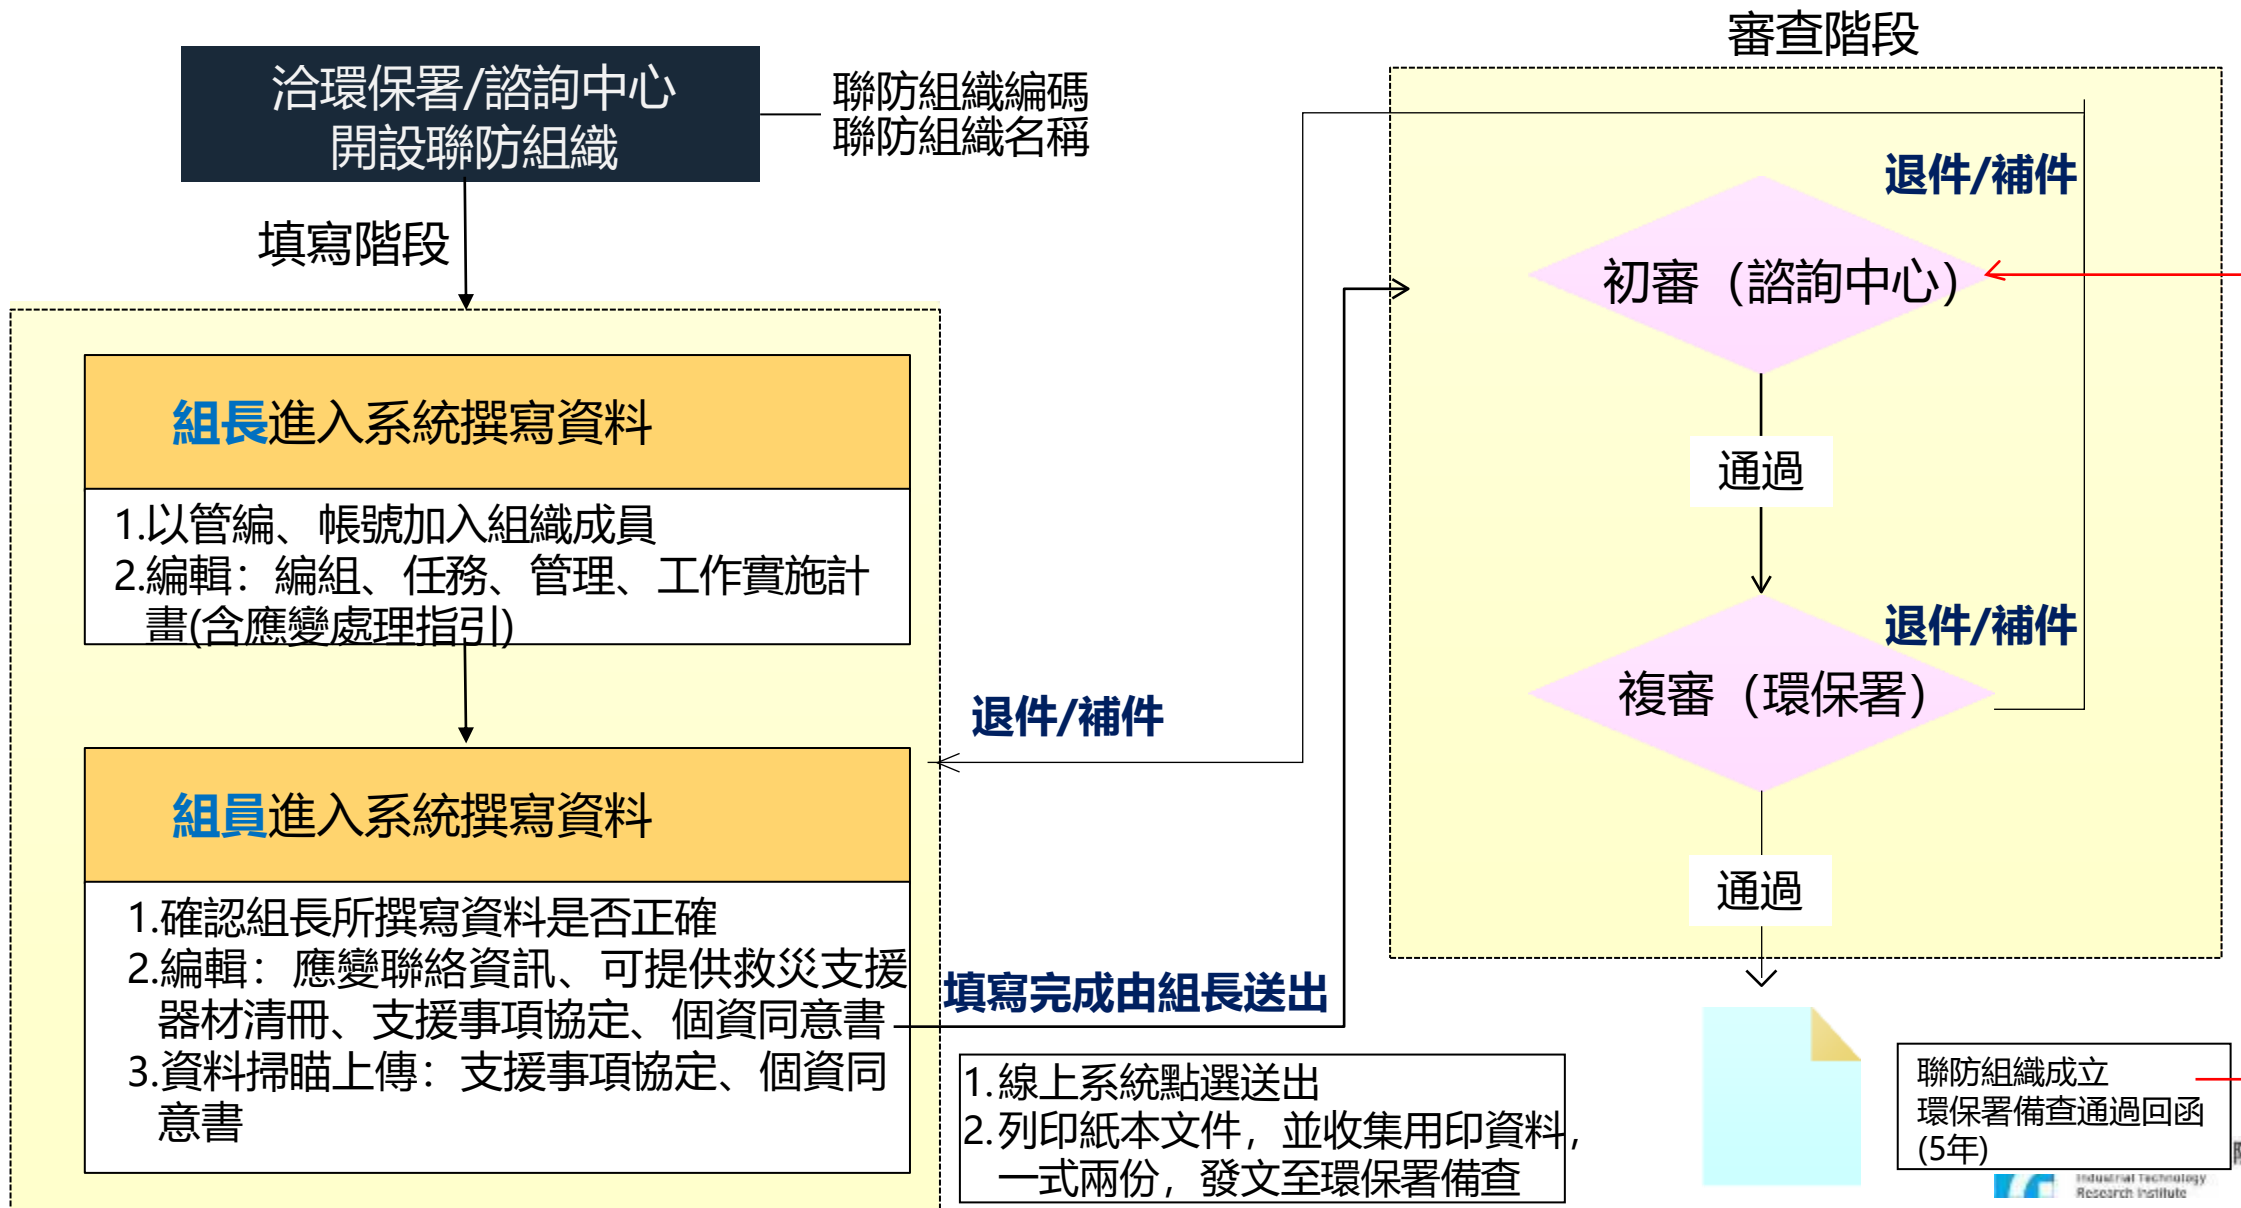 審查階段
洽環保署/諮詢中心
開設聯防組織
聯防組織編碼
聯防組織名稱
填寫階段
組長進入系統撰寫資料
1.以管編、帳號加入組織成員
2.編輯：編組、任務、管理、工作實施計
畫(含應變處理指引)
組員進入系統撰寫資料
1.確認組長所撰寫資料是否正確
2.編輯：應變聯絡資訊、可提供救災支援
器材清冊、支援事項協定、個資同意書
3.資料掃瞄上傳：支援事項協定、個資同
意書
退件/補件
填寫完成由組長送出
1.線上系統點選送出
2.列印紙本文件，並收集用印資料，
一式兩份，發文至環保署備查
退件/補件
初審（諮詢中心）
通過
退件/補件
複審（環保署）
通過
聯防組織成立
環保署備查通過回函
(5年)
Industrial Technology
Research Institute